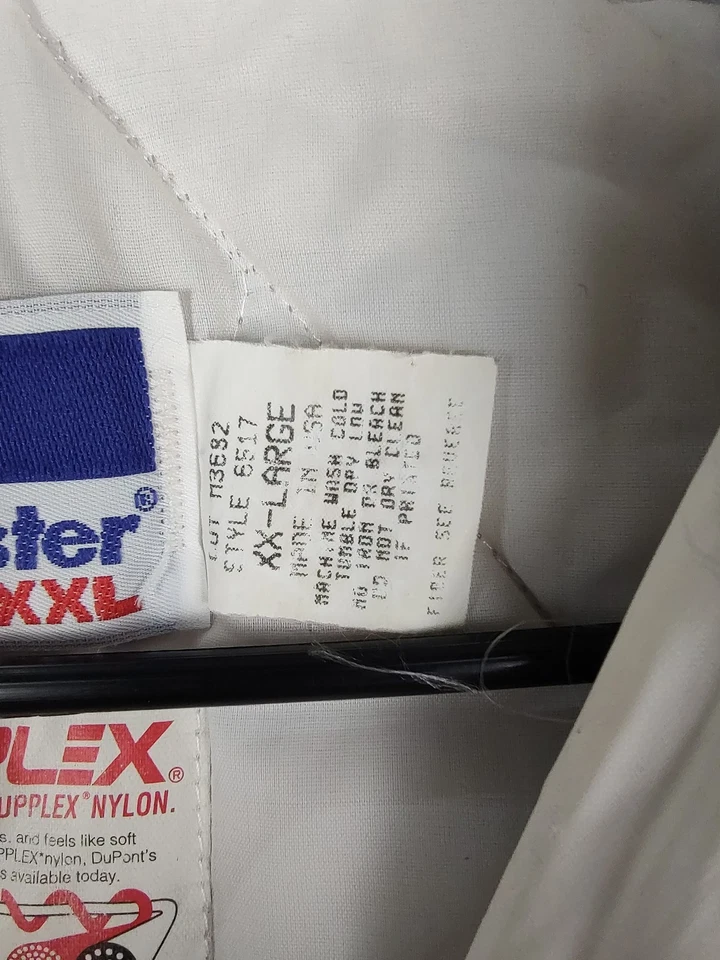 ster®
XXL
CUT M3682
STYLE 6517
XX-LARGE
MADE IN USA
MACHINE WASH COLD
TUMBLE DRY LOW
NO IRON OR BLEACH
DO NOT DRY CLEAN
IF PRINTED
FIBER SEE REVERSE
PLEX®
UPPLEX® NYLON.
s. and feels like soft
PPLEX*nylon, DuPont's
s available today.